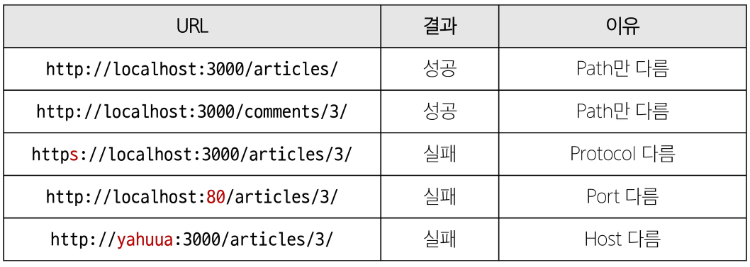 URL 결과 이유
http://localhost:3000/articles/ 성공 Path만 다름
http://localhost:3000/comments/3/ 성공 Path만 다름
https://localhost:3000/articles/3/ 실패 Protocol 다름
http://localhost:80/articles/3/ 실패 Port 다름
http://yahuua:3000/articles/3/ 실패 Host 다름